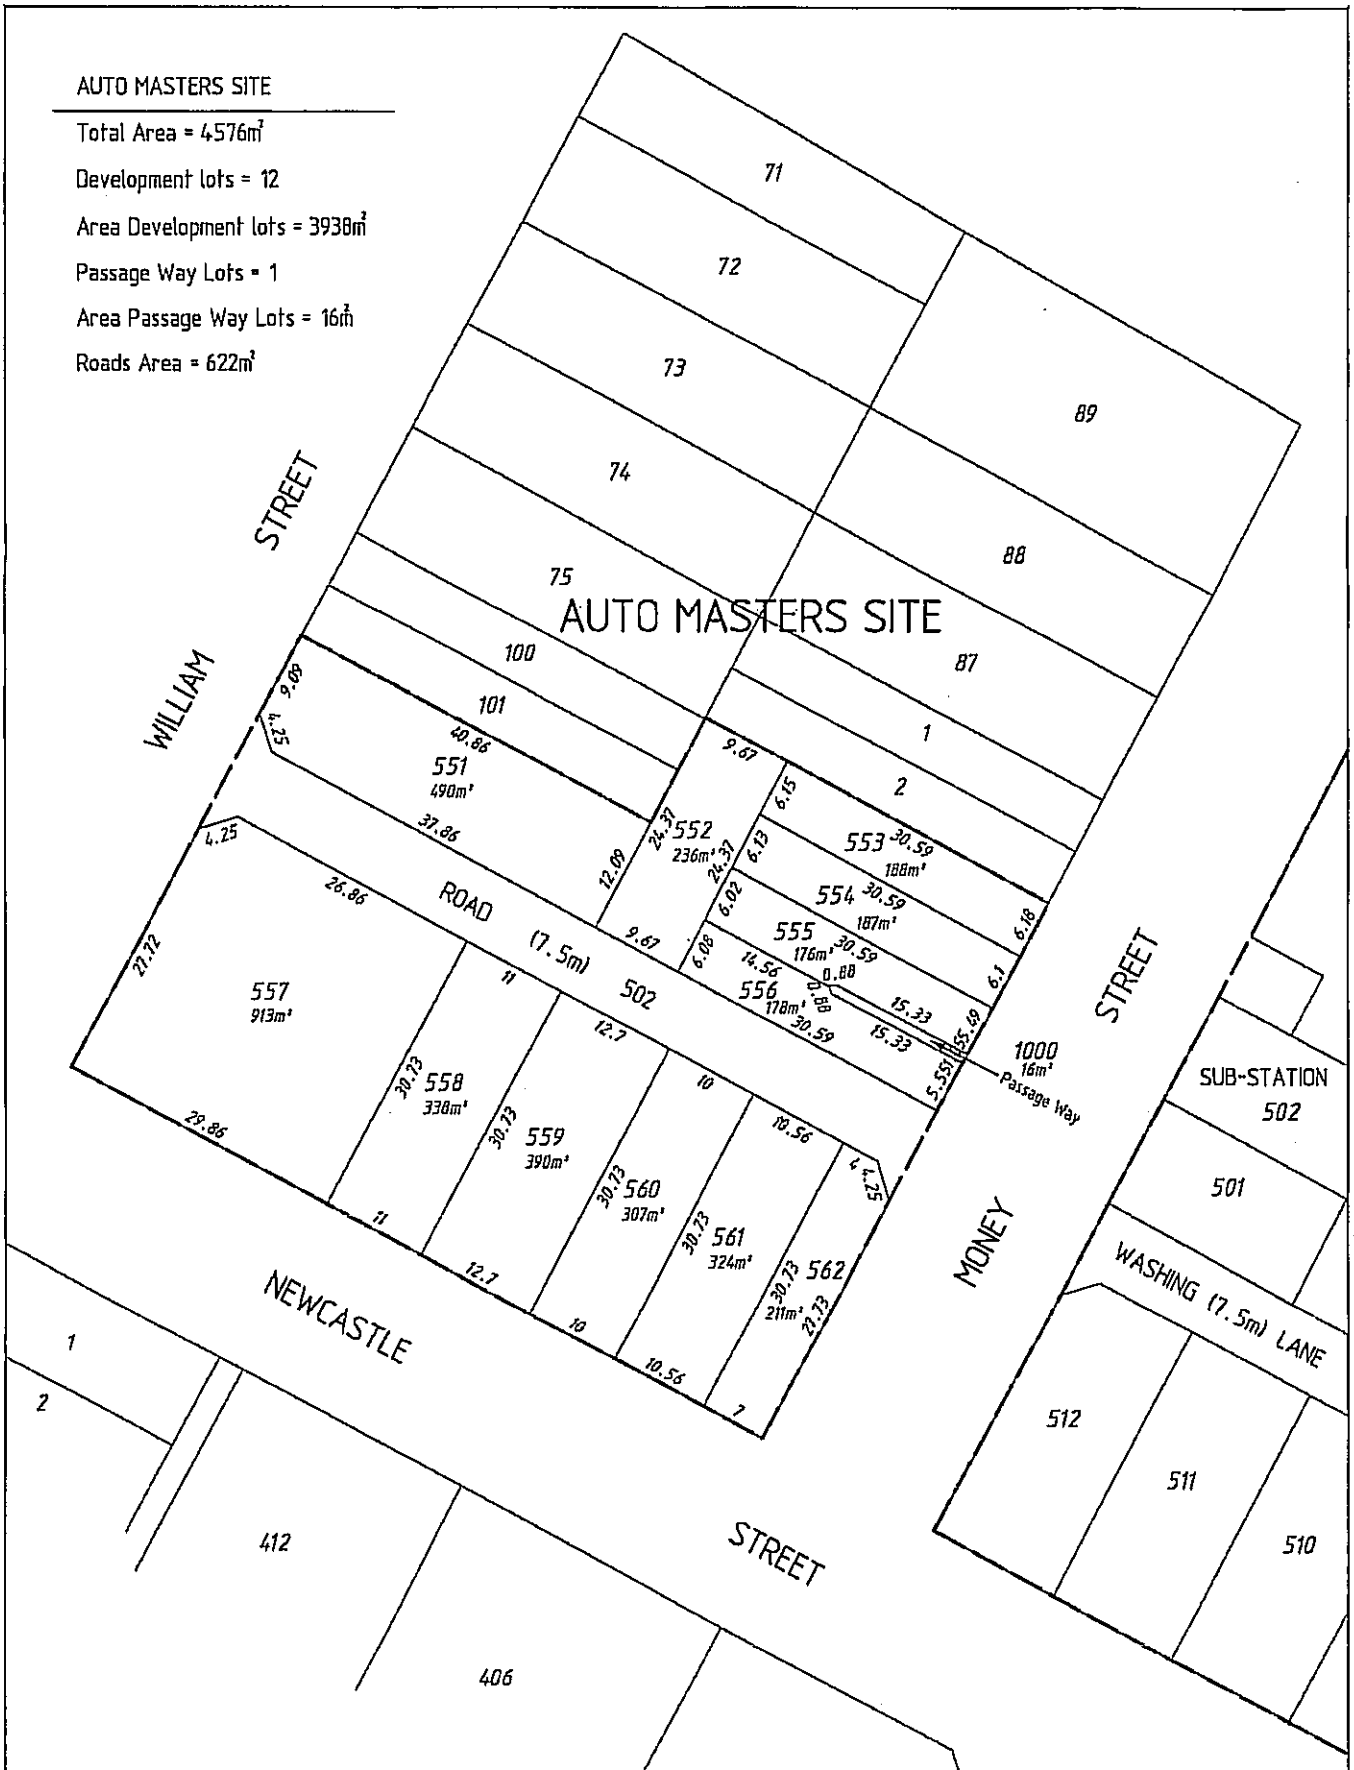 AUTO MASTERS SITE
Total Area = 4576m²
Development lots = 12
Area Development lots = 3938m²
Passage Way Lots = 1
Area Passage Way Lots = 16m²
Roads Area = 622m²
71
72
73
74
75
89
88
87
AUTO MASTERS SITE
WILLIAM
STREET
100
101
1
2
9.09
4.25
40.86
551
490m²
37.86
12.09
24.37
9.67
552
236m²
24.37
9.67
6.15
6.13
6.02
6.08
553
30.59
188m²
554
30.59
187m²
555
30.59
176m²
14.56
0.88
0.88
15.33
15.33
556
178m²
30.59
6.18
6.1
5.49
5.551
1000
16m²
Passage Way
4.25
26.86
ROAD
(7.5m)
502
27.72
557
913m²
29.86
11
30.73
558
338m²
11
12.7
30.73
559
390m²
12.7
10
30.73
560
307m²
10
10.56
30.73
561
324m²
10.56
4
4.25
30.73
562
211m²
27.73
7
MONEY
STREET
SUB-STATION
502
501
WASHING (7.5m) LANE
512
511
510
NEWCASTLE
STREET
1
2
412
406